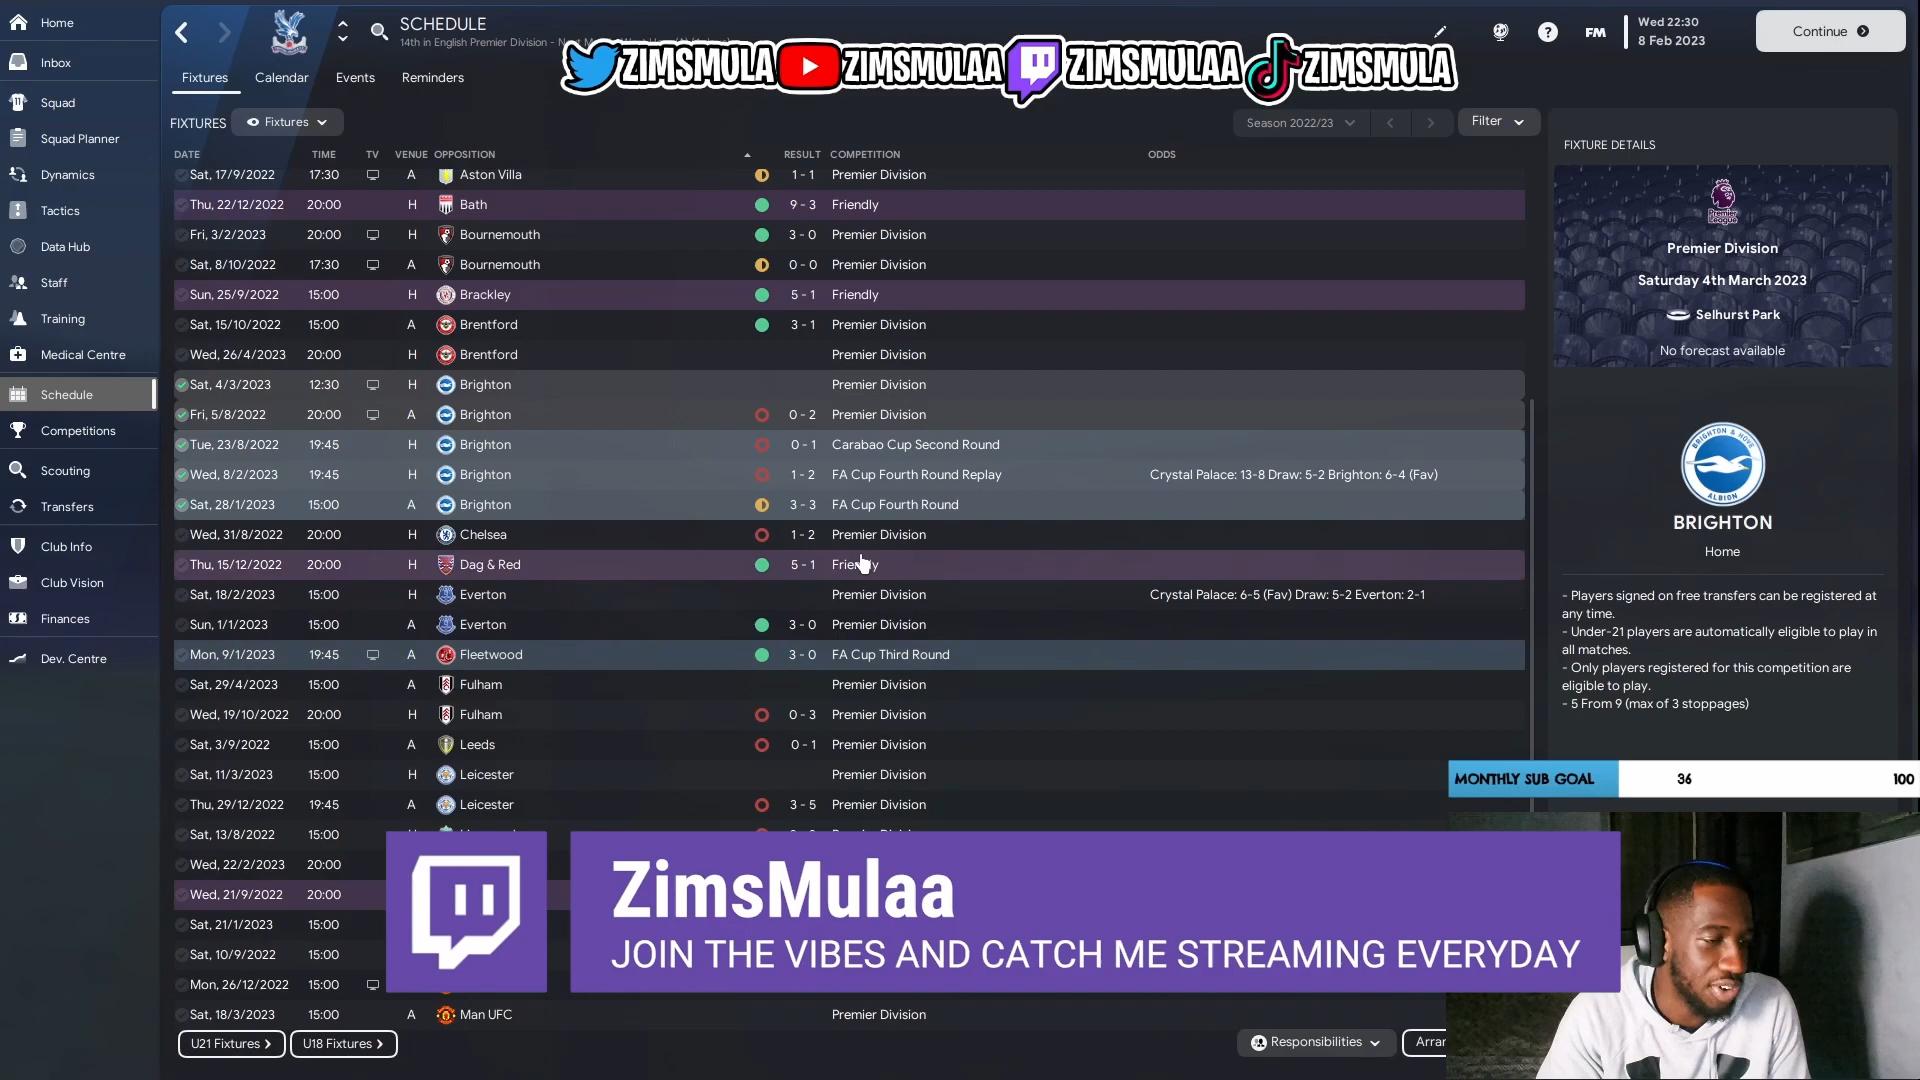 Home
Inbox
Squad
Squad Planner
Dynamics
Tactics
Data Hub
Staff
Training
Medical Centre
Schedule
Competitions
Scouting
Transfers
Club Info
Club Vision
Finances
Dev. Centre
SCHEDULE
14th in English Premier Division
ZIMSMULA ZIMSMULAA ZIMSMULAA ZIMSMULA
FM
Wed 22:30
8 Feb 2023
Continue
Fixtures Calendar Events Reminders
FIXTURES Fixtures
Season 2022/23
Filter
DATE TIME TV VENUE OPPOSITION RESULT COMPETITION ODDS
Sat, 17/9/2022 17:30 A Aston Villa 1 - 1 Premier Division
Thu, 22/12/2022 20:00 H Bath 9 - 3 Friendly
Fri, 3/2/2023 20:00 H Bournemouth 3 - 0 Premier Division
Sat, 8/10/2022 17:30 A Bournemouth 0 - 0 Premier Division
Sun, 25/9/2022 15:00 H Brackley 5 - 1 Friendly
Sat, 15/10/2022 15:00 A Brentford 3 - 1 Premier Division
Wed, 26/4/2023 20:00 H Brentford Premier Division
Sat, 4/3/2023 12:30 H Brighton Premier Division
Fri, 5/8/2022 20:00 A Brighton 0 - 2 Premier Division
Tue, 23/8/2022 19:45 H Brighton 0 - 1 Carabao Cup Second Round
Wed, 8/2/2023 19:45 H Brighton 1 - 2 FA Cup Fourth Round Replay Crystal Palace: 13-8 Draw: 5-2 Brighton: 6-4 (Fav)
Sat, 28/1/2023 15:00 A Brighton 3 - 3 FA Cup Fourth Round
Wed, 31/8/2022 20:00 H Chelsea 1 - 2 Premier Division
Thu, 15/12/2022 20:00 H Dag & Red 5 - 1 Friendly
Sat, 18/2/2023 15:00 H Everton Premier Division Crystal Palace: 6-5 (Fav) Draw: 5-2 Everton: 2-1
Sun, 1/1/2023 15:00 A Everton 3 - 0 Premier Division
Mon, 9/1/2023 19:45 A Fleetwood 3 - 0 FA Cup Third Round
Sat, 29/4/2023 15:00 A Fulham Premier Division
Wed, 19/10/2022 20:00 H Fulham 0 - 3 Premier Division
Sat, 3/9/2022 15:00 A Leeds 0 - 1 Premier Division
Sat, 11/3/2023 15:00 H Leicester Premier Division
Thu, 29/12/2022 19:45 A Leicester 3 - 5 Premier Division
Sat, 13/8/2022 15:00
Wed, 22/2/2023 20:00
Wed, 21/9/2022 20:00
Sat, 21/1/2023 15:00
Sat, 10/9/2022 15:00
Mon, 26/12/2022 15:00
Sat, 18/3/2023 15:00 A Man UFC Premier Division
U21 Fixtures U18 Fixtures
Responsibilities
FIXTURE DETAILS
Premier League
Premier Division
Saturday 4th March 2023
Selhurst Park
No forecast available
BRIGHTON & HOVE
ALBION
BRIGHTON
Home
- Players signed on free transfers can be registered at
any time.
- Under-21 players are automatically eligible to play in
all matches.
- Only players registered for this competition are
eligible to play.
- 5 From 9 (max of 3 stoppages)
MONTHLY SUB GOAL 36 100
ZimsMulaa
JOIN THE VIBES AND CATCH ME STREAMING EVERYDAY